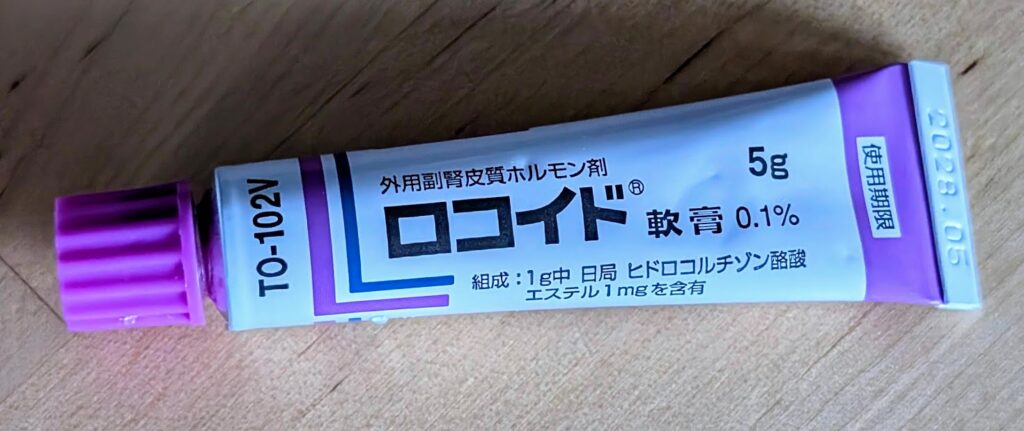 TO-102V
外用副腎皮質ホルモン剤
ロコイド®軟膏 0.1%
5g
組成:1g中 日局 ヒドロコルチゾン酪酸
エステル1mgを含有
使用期限
2028.05